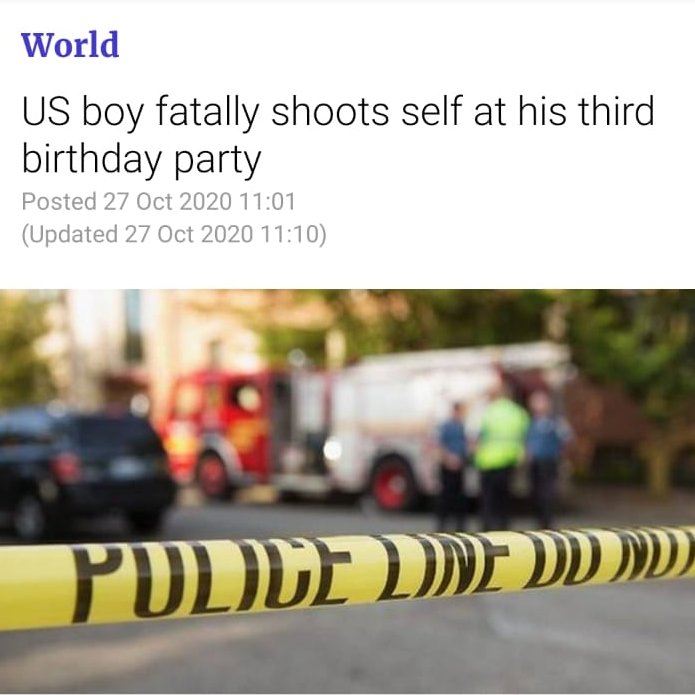 World
US boy fatally shoots self at his third
birthday party
Posted 27 Oct 2020 11:01
(Updated 27 Oct 2020 11:10)
POLICE LINE DO NOT